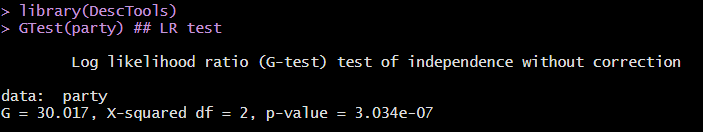 > library(DescTools)
> GTest(party) ## LR test
Log likelihood ratio (G-test) test of independence without correction
data:  party
G = 30.017, X-squared df = 2, p-value = 3.034e-07